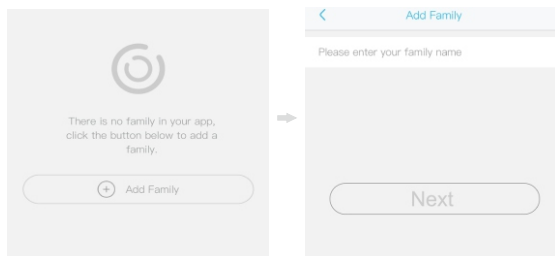 There is no family in your app,
click the button below to add a
family.
Add Family
Add Family
Please enter your family name
Next